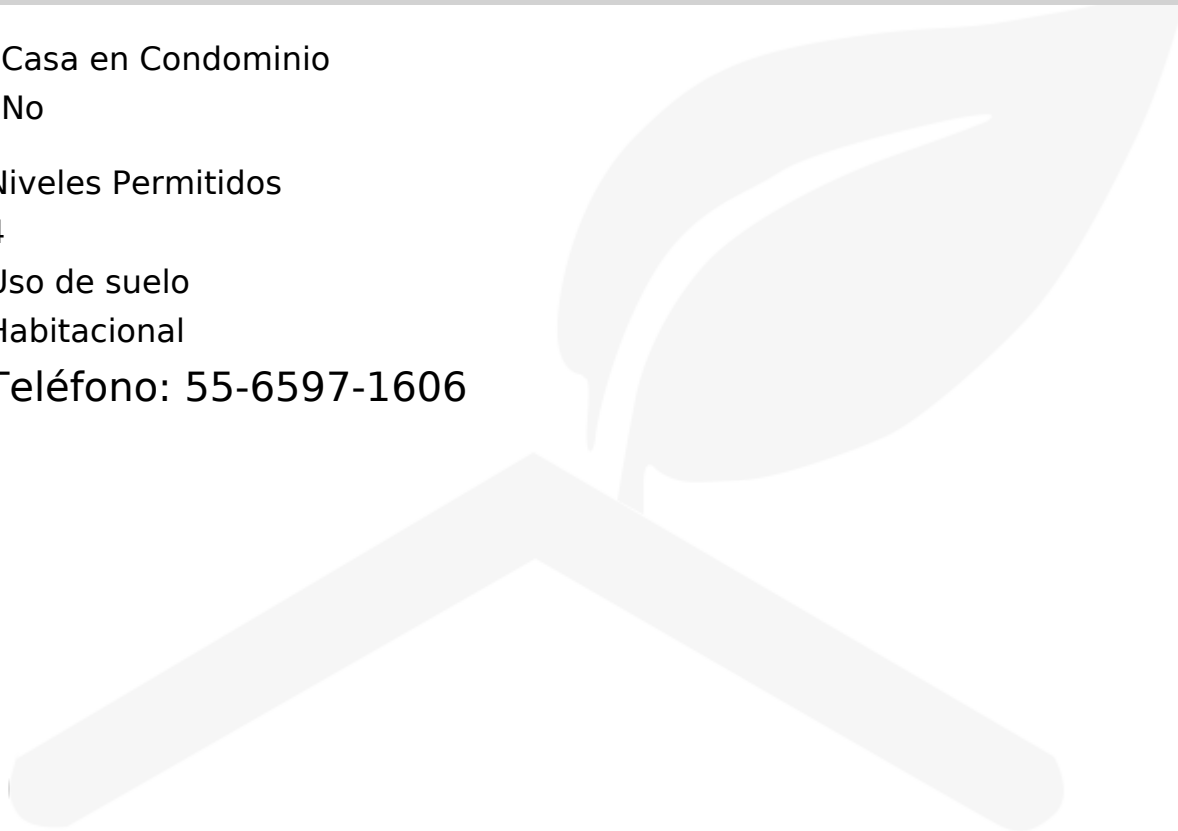 Casa en Condominio
No
Niveles Permitidos
4
Uso de suelo
Habitacional
Teléfono: 55-6597-1606